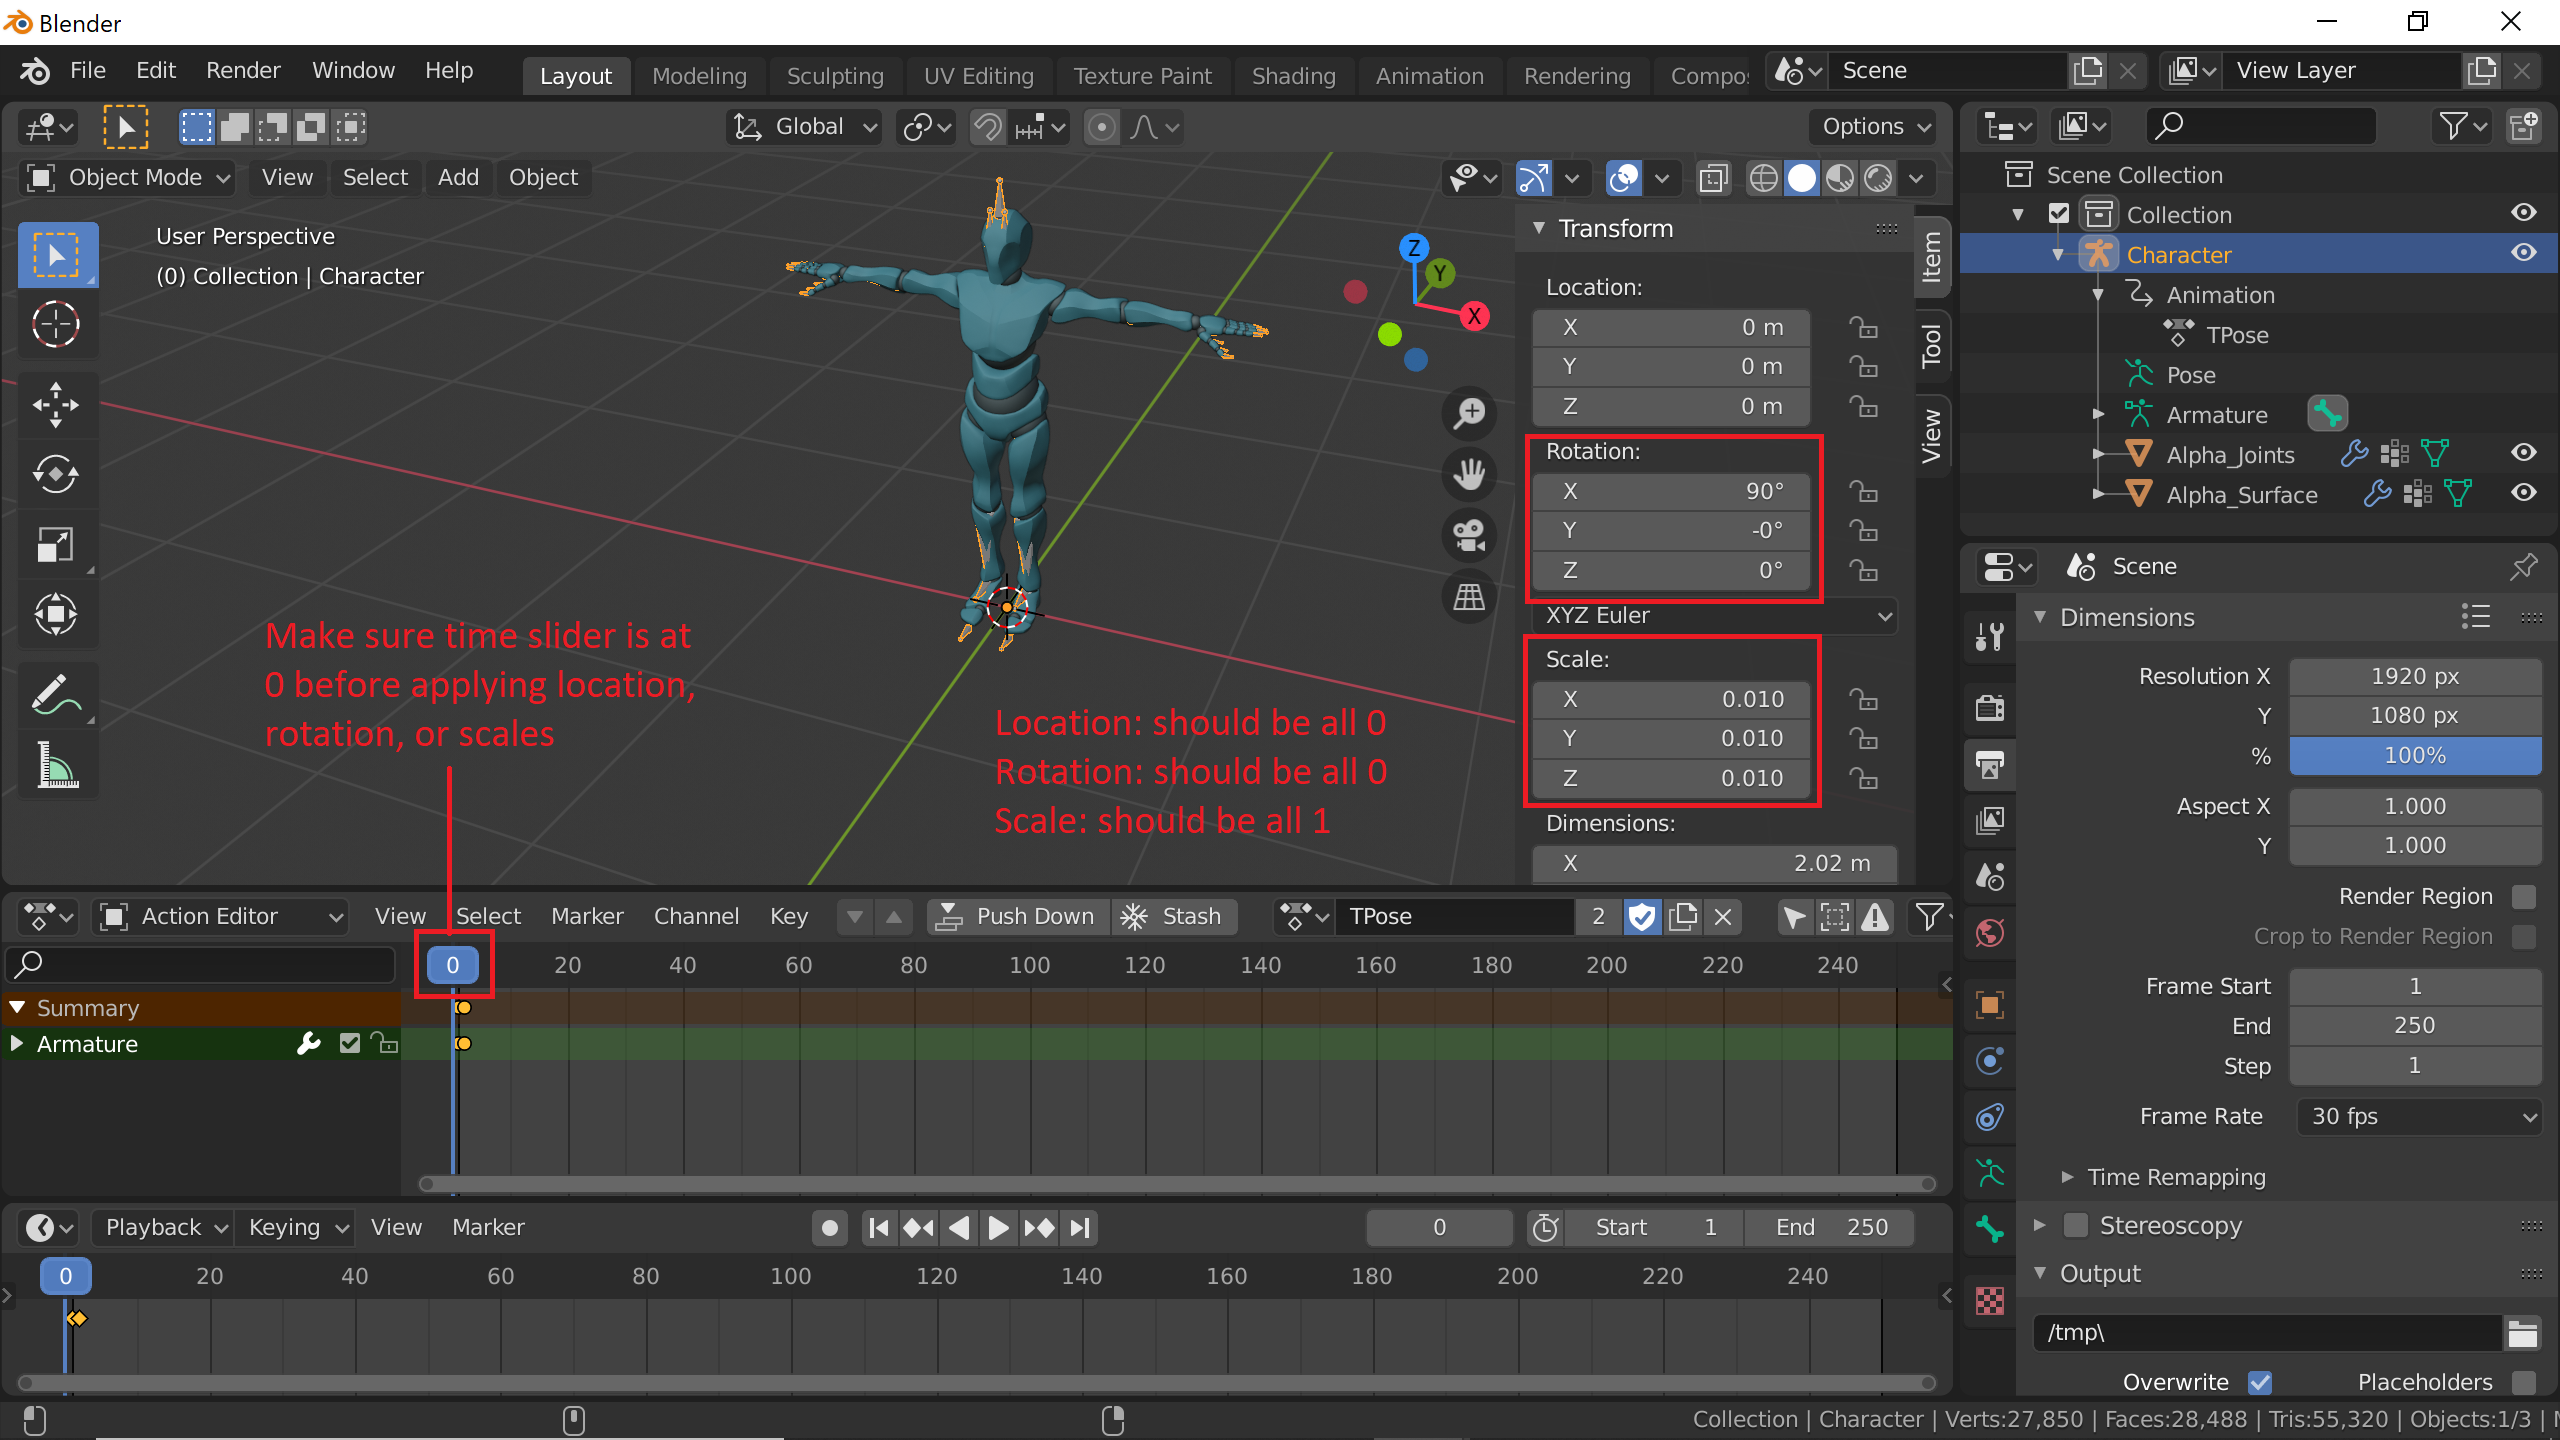 Blender
File Edit Render Window Help Layout Modeling Sculpting UV Editing Texture Paint Shading Animation Rendering Scene View Layer
Global Options
Object Mode View Select Add Object
User Perspective
(0) Collection | Character
Z
Y
X
Make sure time slider is at
0 before applying location,
rotation, or scales
Location: should be all 0
Rotation: should be all 0
Scale: should be all 1
Transform
Location:
X 0 m
Y 0 m
Z 0 m
Rotation:
X 90°
Y -0°
Z 0°
XYZ Euler
Scale:
X 0.010
Y 0.010
Z 0.010
Dimensions:
X 2.02 m
Item
Tool
View
Scene Collection
Collection
Character
Animation
TPose
Pose
Armature
Alpha_Joints
Alpha_Surface
Scene
Dimensions
Resolution X 1920 px
Y 1080 px
% 100%
Aspect X 1.000
Y 1.000
Render Region
Crop to Render Region
Frame Start 1
End 250
Step 1
Frame Rate 30 fps
Time Remapping
Stereoscopy
Output
/tmp\
Overwrite Placeholders
Action Editor View Select Marker Channel Key Push Down Stash TPose 2
0 20 40 60 80 100 120 140 160 180 200 220 240
Summary
Armature
Playback Keying View Marker 0 Start 1 End 250
0 20 40 60 80 100 120 140 160 180 200 220 240
Collection | Character | Verts:27,850 | Faces:28,488 | Tris:55,320 | Objects:1/3 |